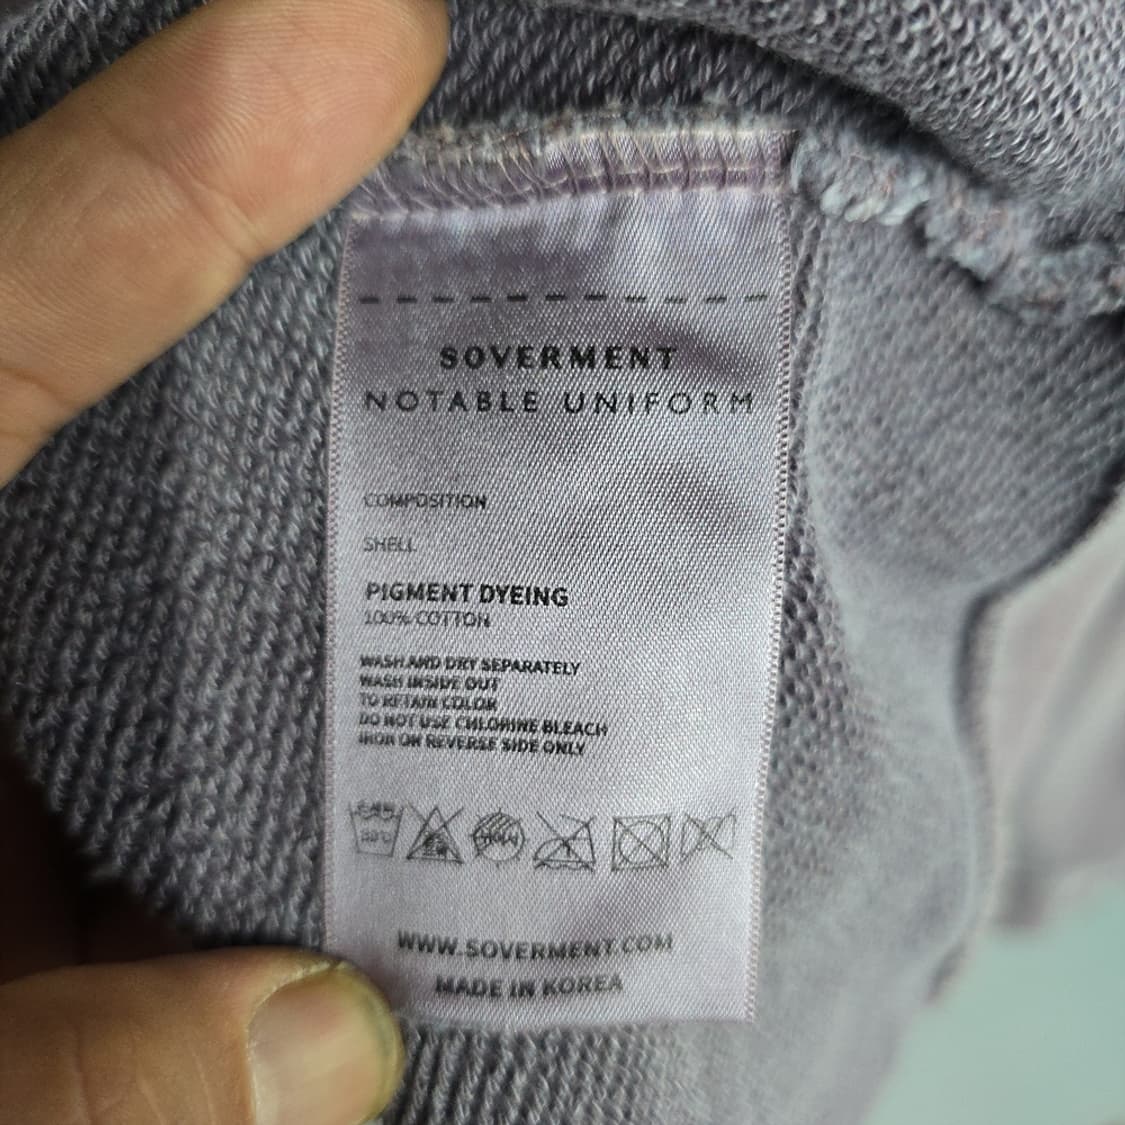 SOVERMENT
NOTABLE UNIFORM
COMPOSITION
SHELL
PIGMENT DYEING
100% COTTON
WASH AND DRY SEPARATELY
WASH INSIDE OUT
TO RETAIN COLOR
DO NOT USE CHLORINE BLEACH
IRON ON REVERSE SIDE ONLY
WWW.SOVERMENT.COM
MADE IN KOREA